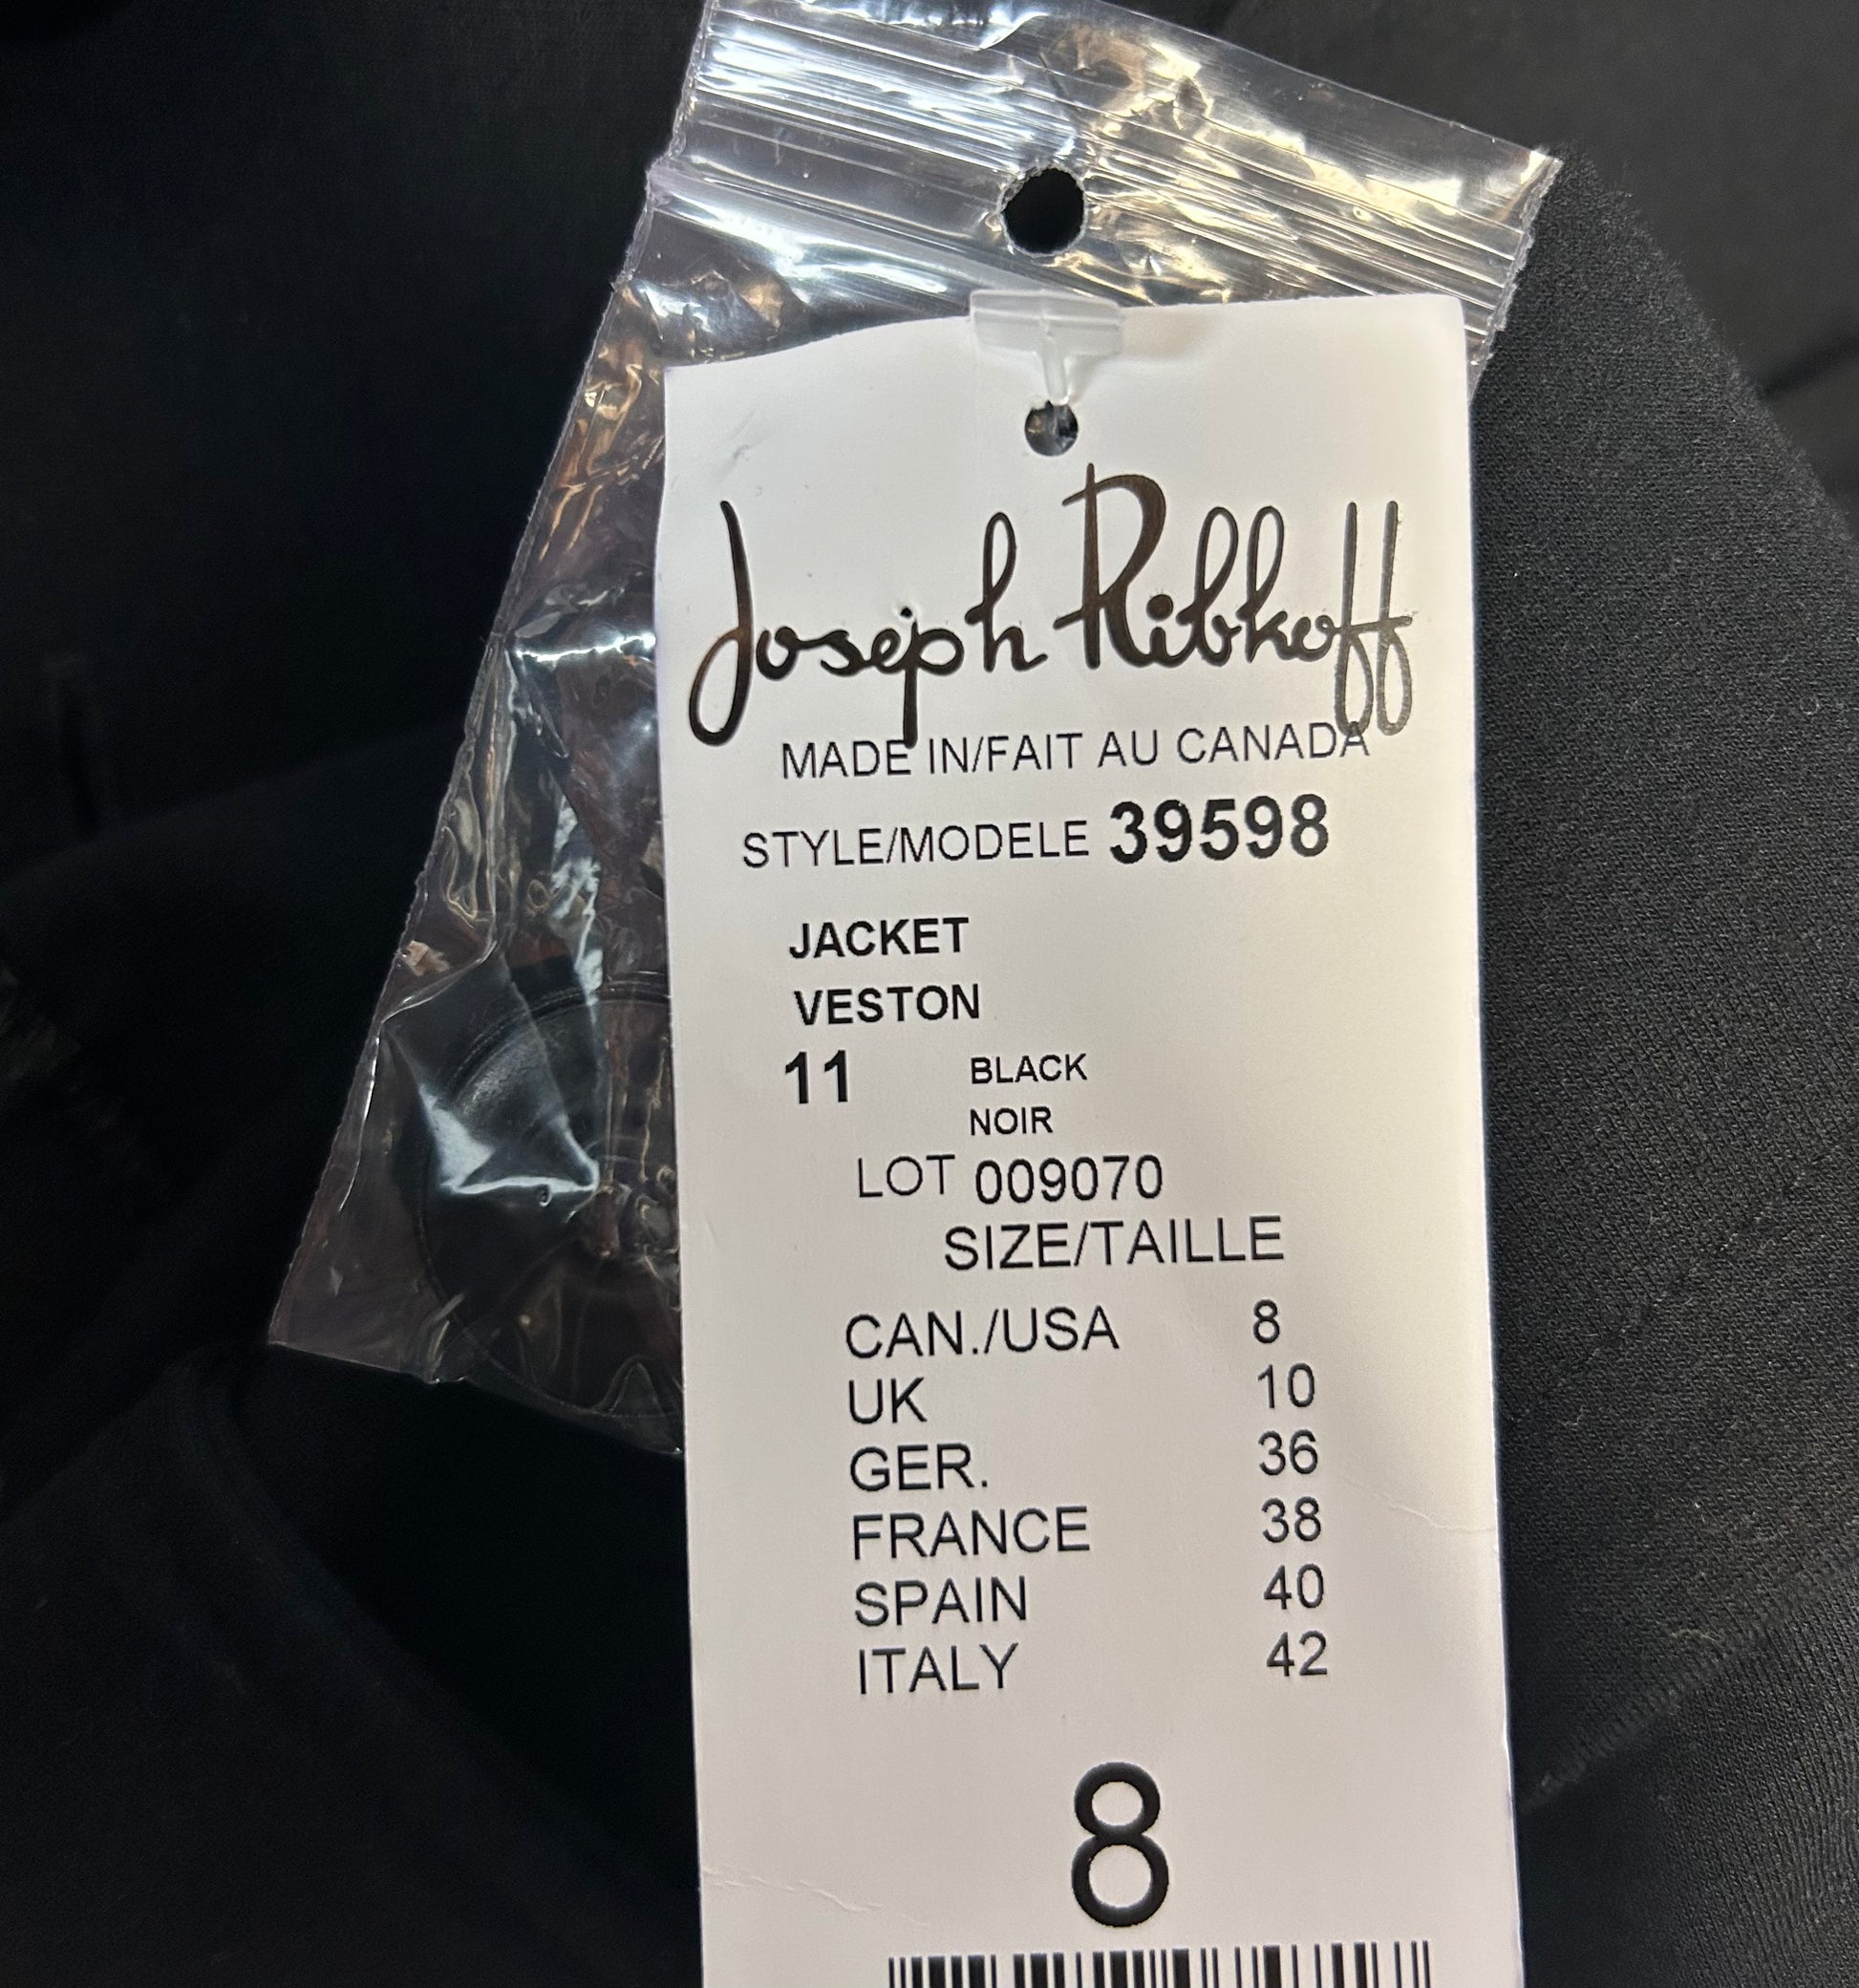 Joseph Ribkoff
MADE IN/FAIT AU CANADA
STYLE/MODELE 39598
JACKET
VESTON
11 BLACK
NOIR
LOT 009070
SIZE/TAILLE
CAN./USA 8
UK 10
GER. 36
FRANCE 38
SPAIN 40
ITALY 42
8